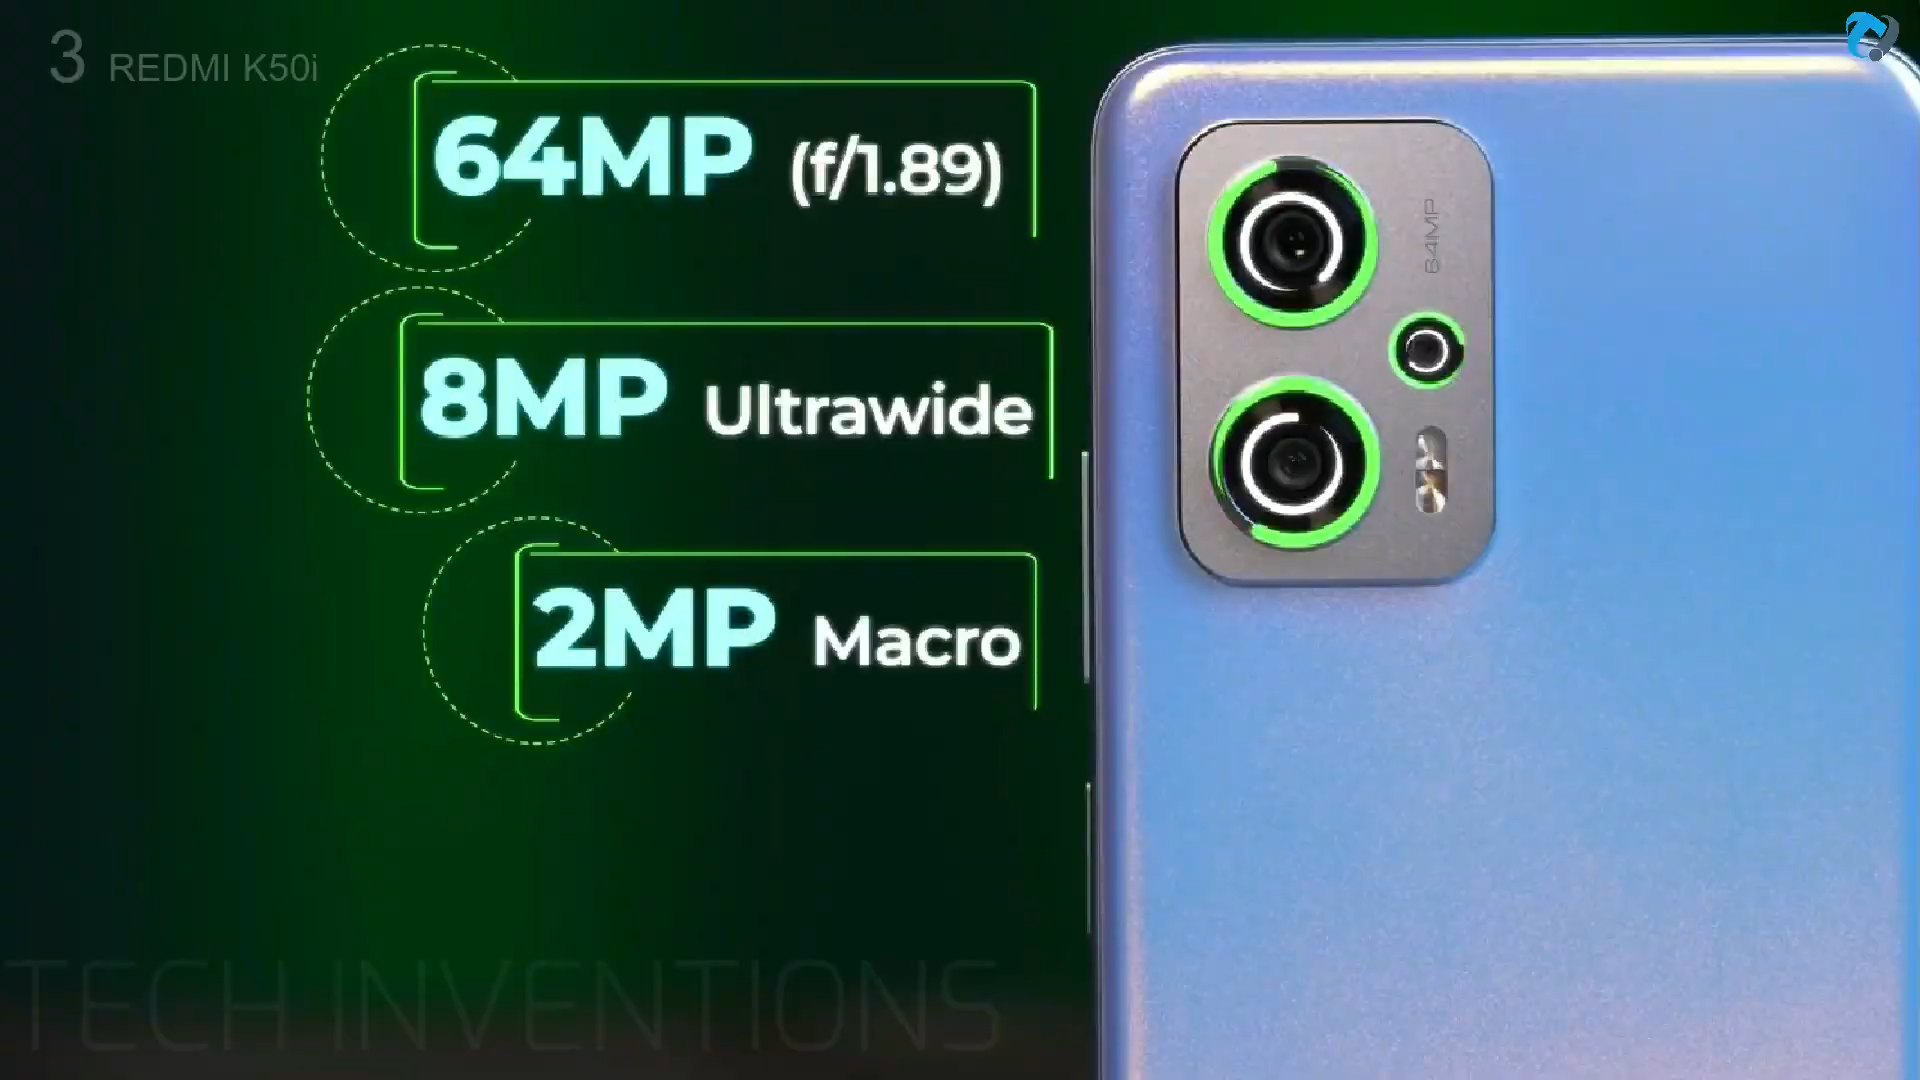 3 REDMI K50i
64MP (f/1.89)
8MP Ultrawide
2MP Macro
64MP
TECH INVENTIONS